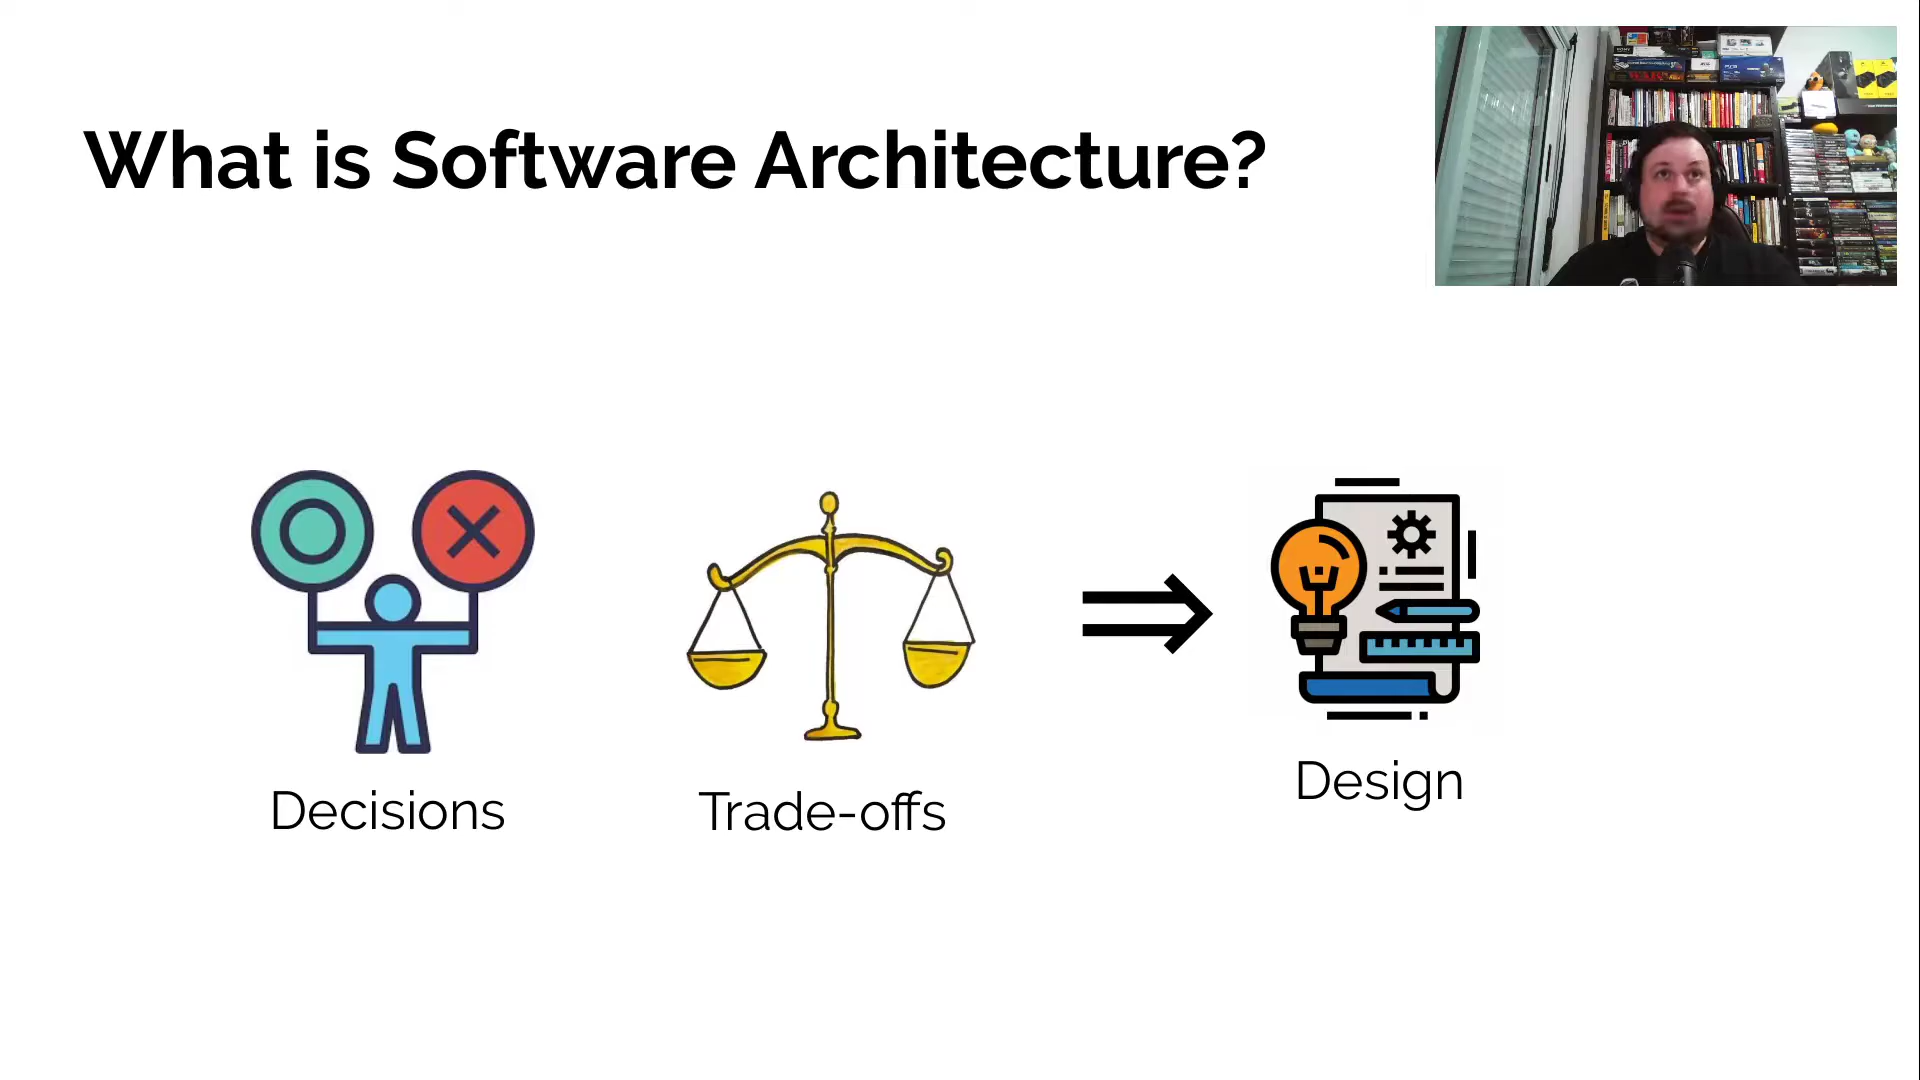 What is Software Architecture?
Decisions
Trade-offs
Design